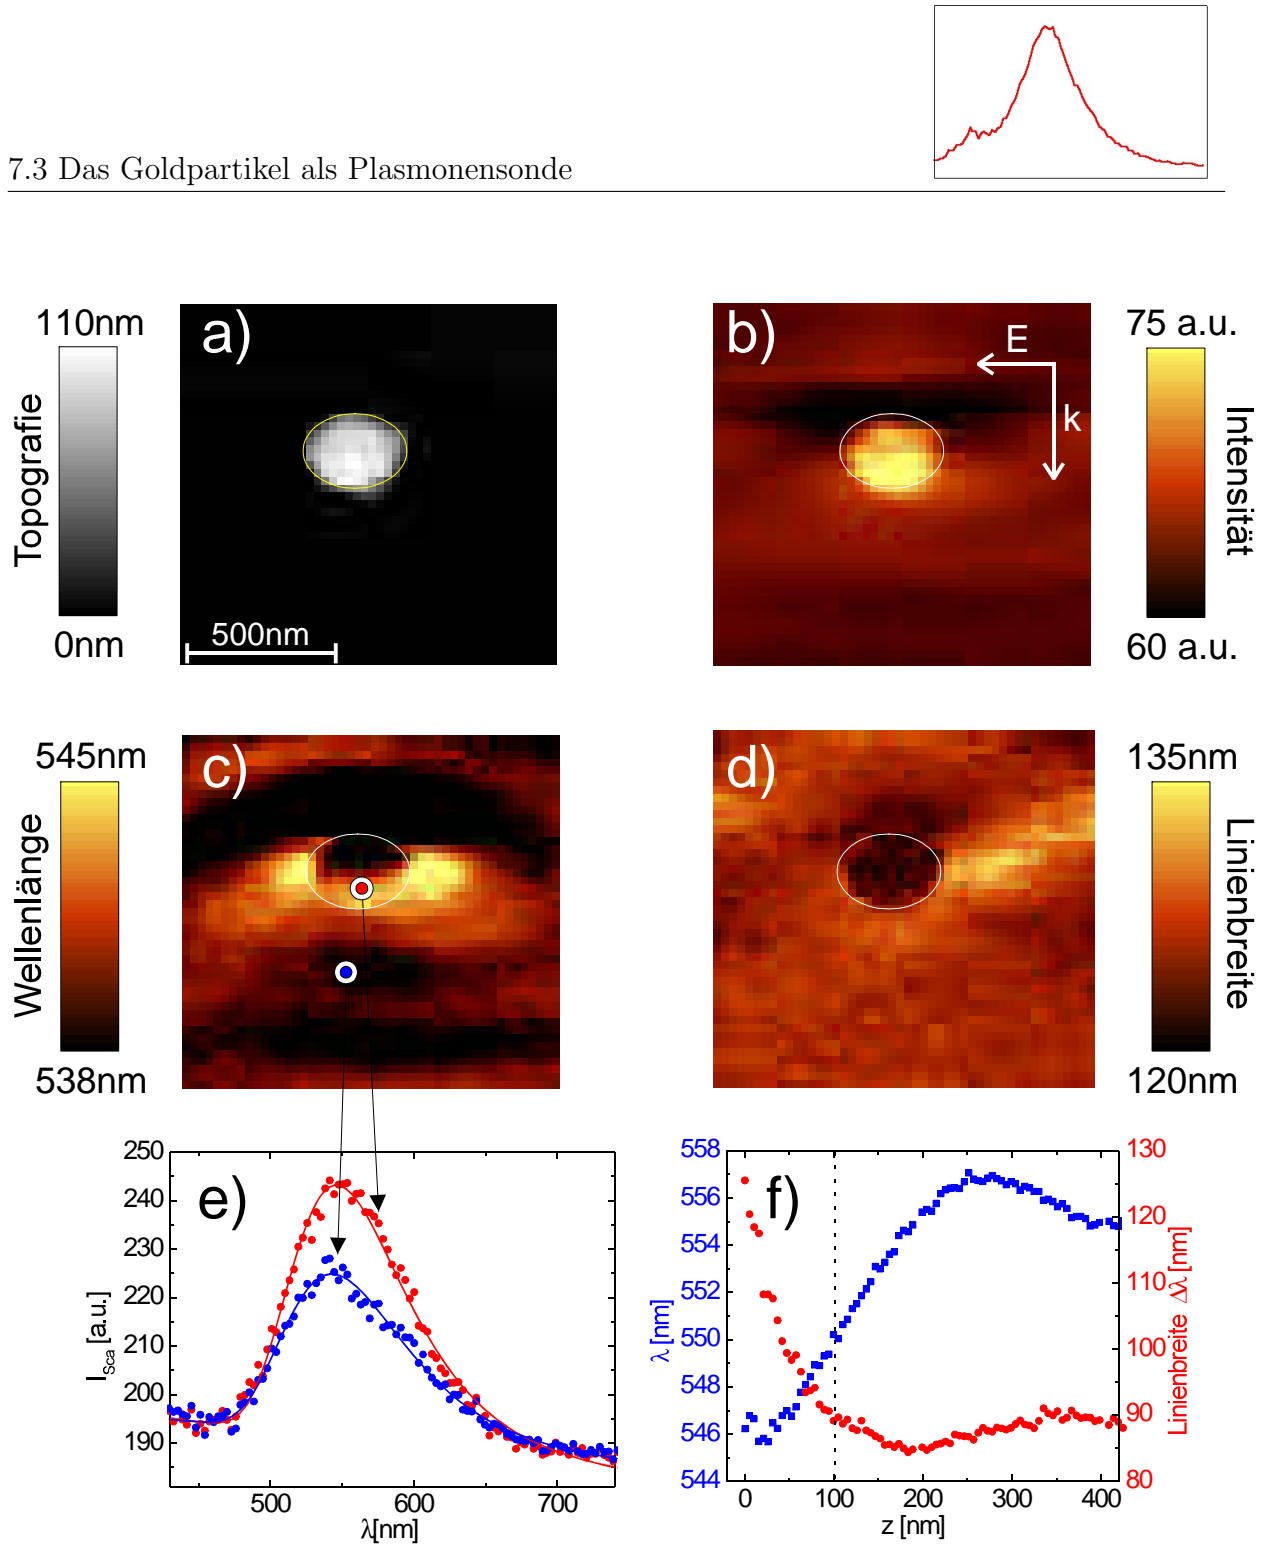 7.3 Das Goldpartikel als Plasmonensonde
110nm
Topografie
0nm
a)
500nm
b)
E
k
75 a.u.
Intensität
60 a.u.
545nm
Wellenlänge
538nm
c)
d)
135nm
Linienbreite
120nm
e)
I_Sca [a.u.]
250
240
230
220
210
200
190
500 600 700
λ[nm]
f)
λ [nm]
558
556
554
552
550
548
546
544
0 100 200 300 400
z [nm]
130
120
110
100
90
80
Linienbreite Δλ [nm]